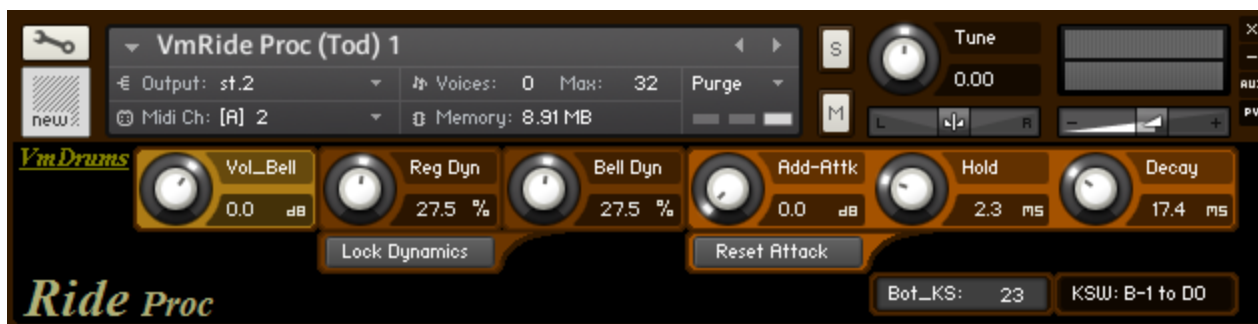 VmRide Proc (Tod) 1
S
Tune
0.00
Output: st.2
Voices: 0 Max: 32
Purge
new
Midi Ch: [A] 2
Memory: 8.91 MB
M
L R
- +
AUX
PV
VmDrums
Vol_Bell
0.0 dB
Reg Dyn
27.5 %
Bell Dyn
27.5 %
Add-Attk
0.0 dB
Hold
2.3 ms
Decay
17.4 ms
Lock Dynamics
Reset Attack
Ride Proc
Bot_KS: 23
KSW: B-1 to D0